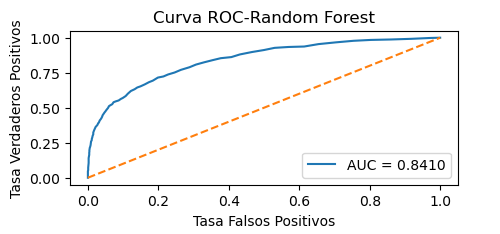 Curva ROC-Random Forest
Tasa Verdaderos Positivos
1.00
0.75
0.50
0.25
0.00
AUC = 0.8410
0.0 0.2 0.4 0.6 0.8 1.0
Tasa Falsos Positivos